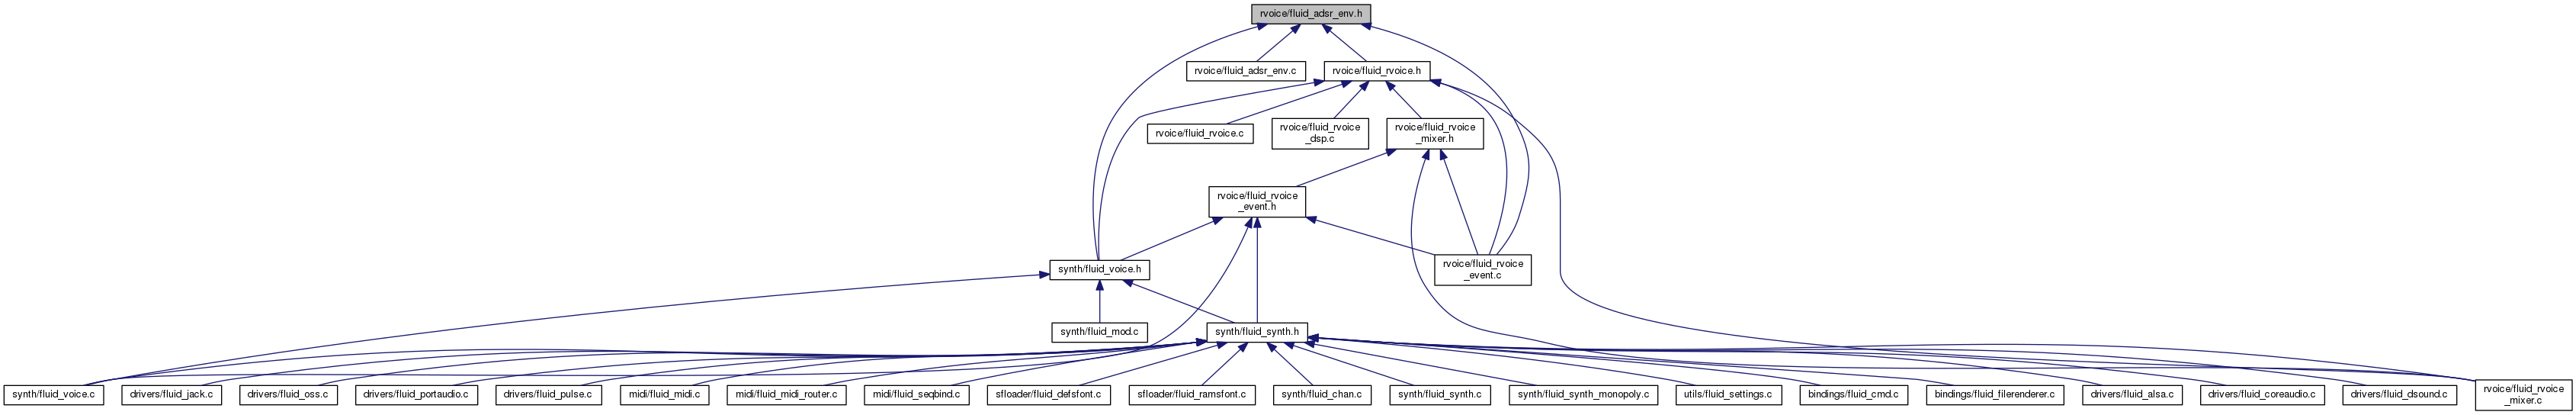 rvoice/fluid_adsr_env.h
rvoice/fluid_adsr_env.c
rvoice/fluid_rvoice.h
rvoice/fluid_rvoice.c
rvoice/fluid_rvoice
_dsp.c
rvoice/fluid_rvoice
_mixer.h
rvoice/fluid_rvoice
_event.h
synth/fluid_voice.h
rvoice/fluid_rvoice
_event.c
synth/fluid_mod.c
synth/fluid_synth.h
synth/fluid_voice.c
drivers/fluid_jack.c
drivers/fluid_oss.c
drivers/fluid_portaudio.c
drivers/fluid_pulse.c
midi/fluid_midi.c
midi/fluid_midi_router.c
midi/fluid_seqbind.c
sfloader/fluid_defsfont.c
sfloader/fluid_ramsfont.c
synth/fluid_chan.c
synth/fluid_synth.c
synth/fluid_synth_monopoly.c
utils/fluid_settings.c
bindings/fluid_cmd.c
bindings/fluid_filerenderer.c
drivers/fluid_alsa.c
drivers/fluid_coreaudio.c
drivers/fluid_dsound.c
rvoice/fluid_rvoice
_mixer.c